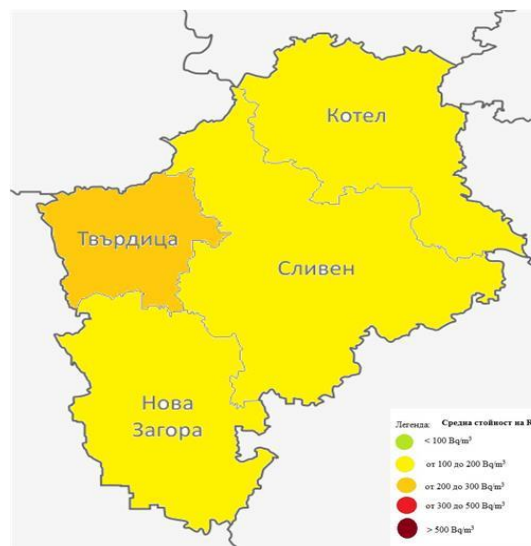 Котел
Твърдица
Сливен
Нова
Загора
Легенда: Средна стойност на К
< 100 Bq/m³
от 100 до 200 Bq/m³
от 200 до 300 Bq/m³
от 300 до 500 Bq/m³
> 500 Bq/m³